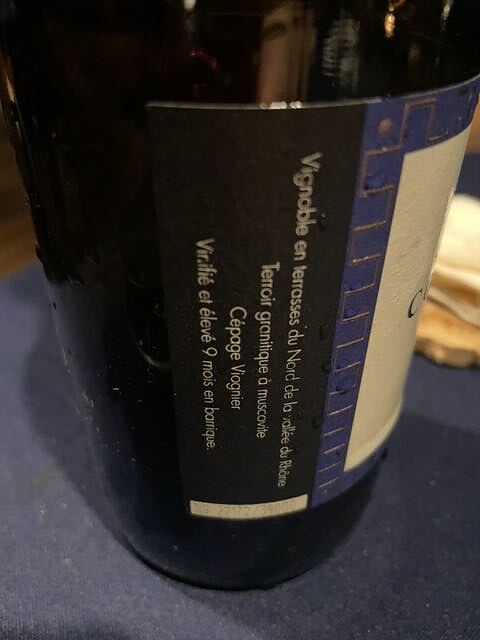 Vignoble en terrasses du Nord de la vallée du Rhône
Terroir granitique à muscovite
Cépage Viognier
Vinifié et élevé 9 mois en barrique.
C